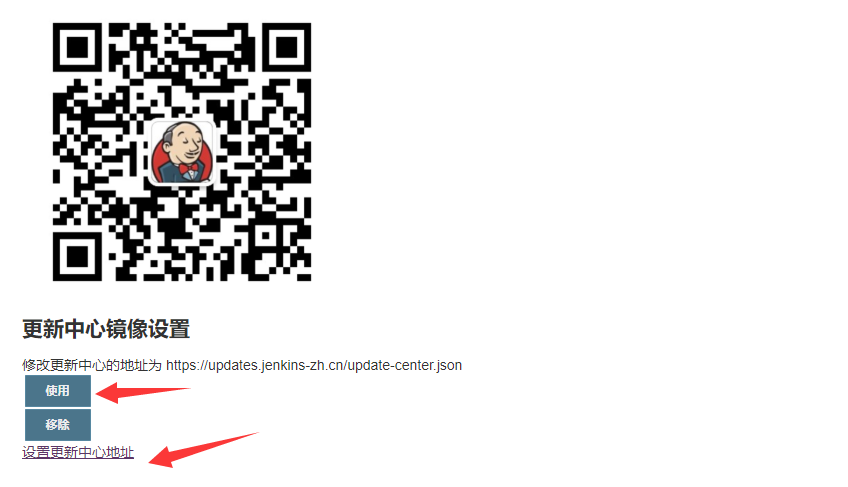 更新中心镜像设置
修改更新中心的地址为 https://updates.jenkins-zh.cn/update-center.json
使用
移除
设置更新中心地址